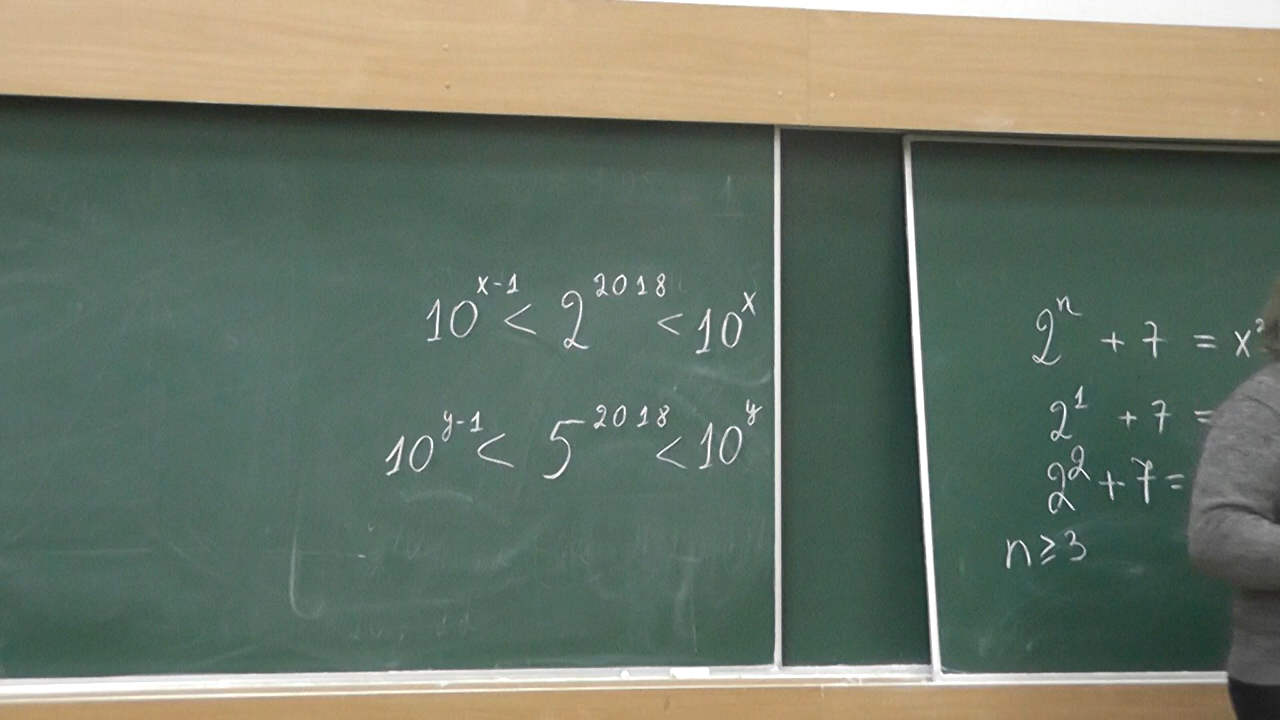 10^{x-1} < 2^{2018} < 10^x
10^{y-1} < 5^{2018} < 10^y
2^n + 7 = x^2
2^1 + 7 =
2^2 + 7 =
n ≥ 3